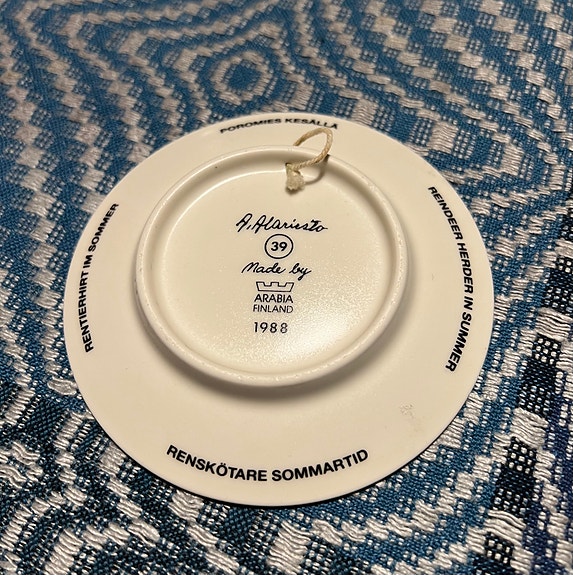 POROMIES KESÄLLÄ
REINDEER HERDER IN SUMMER
RENSKÖTARE SOMMARTID
RENTIERHIRT IM SOMMER
A. Alariesto
39
Made by
ARABIA
FINLAND
1988